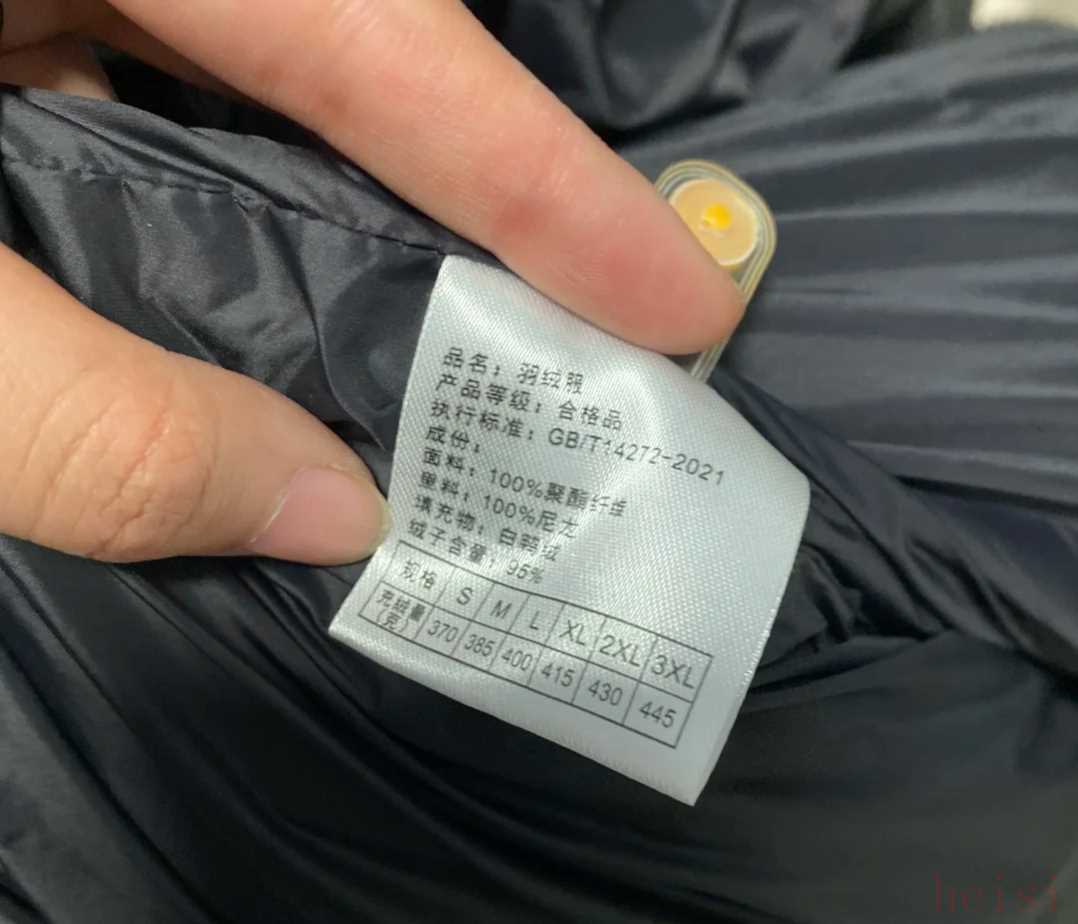 品名：羽绒服
产品等级：合格品
执行标准：GB/T14272-2021
成份：
面料：100%聚酯纤维
里料：100%尼龙
填充物：白鸭绒
绒子含量：95%
规格 S M L XL 2XL 3XL
充绒量（克） 370 385 400 415 430 445
heisi